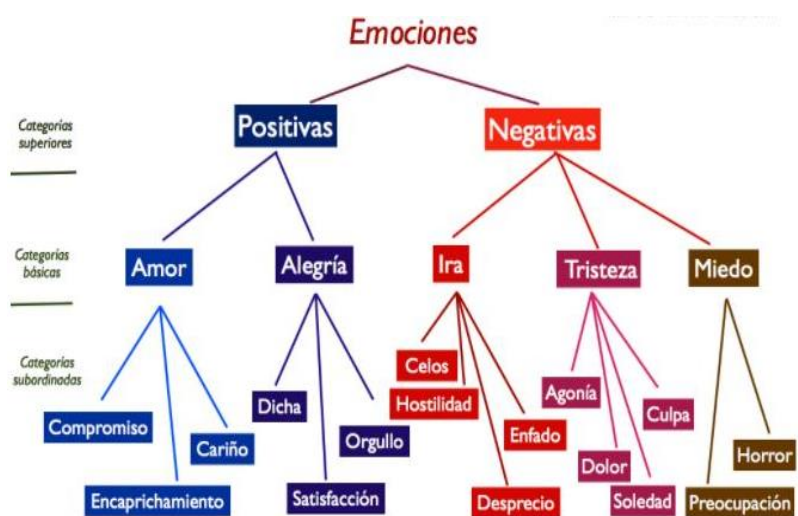 Emociones
Categorías
superiores
Positivas
Negativas
Categorías
básicas
Amor
Alegría
Ira
Tristeza
Miedo
Categorías
subordinadas
Celos
Hostilidad
Dicha
Agonía
Culpa
Compromiso
Cariño
Orgullo
Enfado
Dolor
Horror
Encaprichamiento
Satisfacción
Desprecio
Soledad
Preocupación